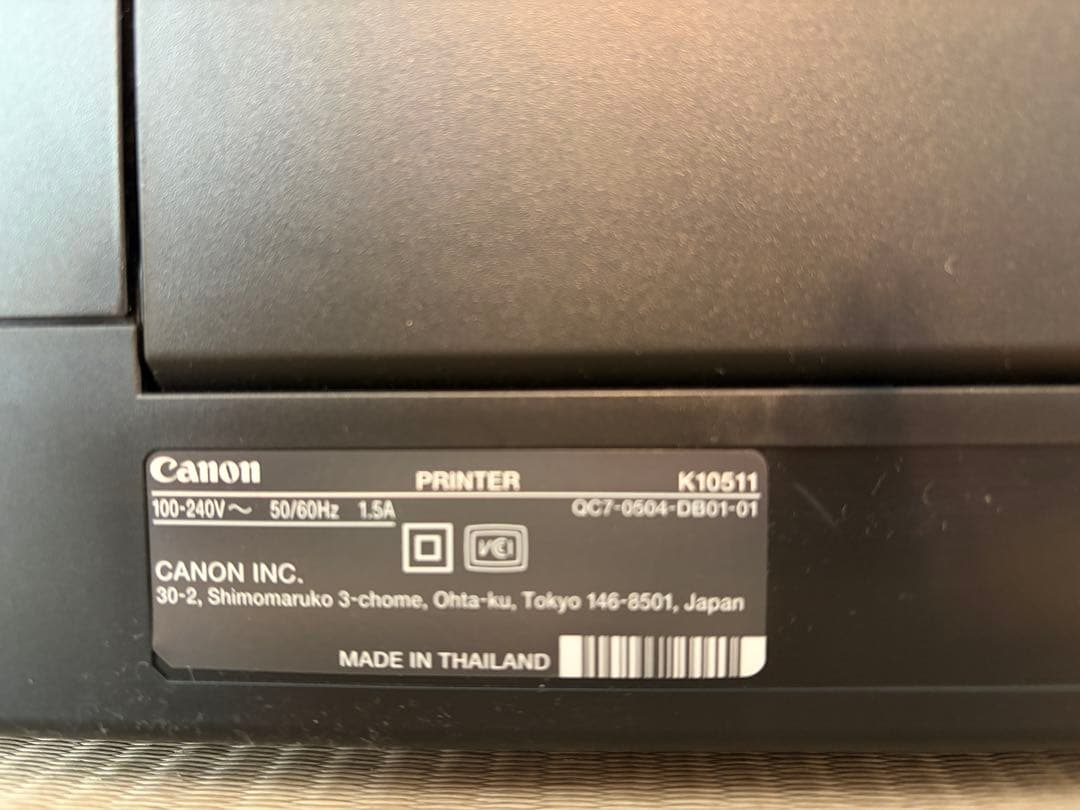 Canon PRINTER K10511
100-240V～ 50/60Hz 1.5A QC7-0504-DB01-01
VCI
CANON INC.
30-2, Shimomaruko 3-chome, Ohta-ku, Tokyo 146-8501, Japan
MADE IN THAILAND